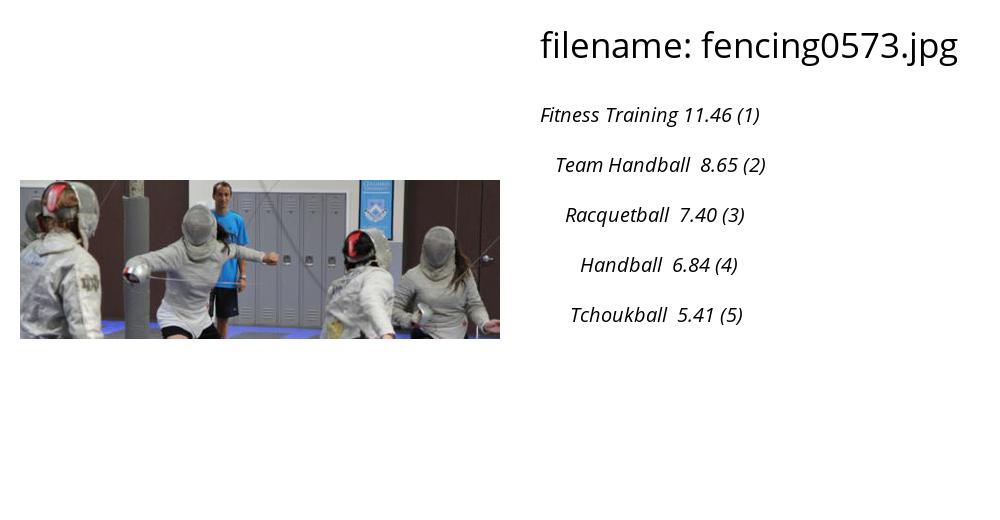 filename: fencing0573.jpg
Fitness Training 11.46 (1)
Team Handball 8.65 (2)
Racquetball 7.40 (3)
Handball 6.84 (4)
Tchoukball 5.41 (5)